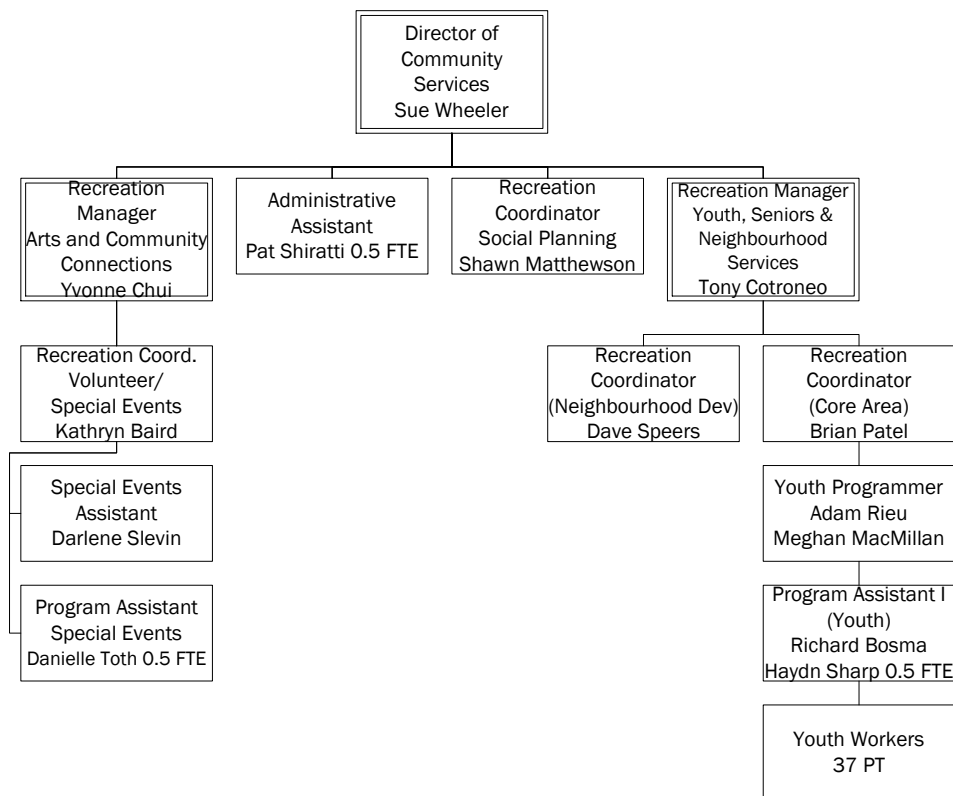 Director of
Community
Services
Sue Wheeler
Recreation
Manager
Arts and Community
Connections
Yvonne Chui
Administrative
Assistant
Pat Shiratti 0.5 FTE
Recreation
Coordinator
Social Planning
Shawn Matthewson
Recreation Manager
Youth, Seniors &
Neighbourhood
Services
Tony Cotroneo
Recreation Coord.
Volunteer/
Special Events
Kathryn Baird
Recreation
Coordinator
(Neighbourhood Dev)
Dave Speers
Recreation
Coordinator
(Core Area)
Brian Patel
Special Events
Assistant
Darlene Slevin
Youth Programmer
Adam Rieu
Meghan MacMillan
Program Assistant
Special Events
Danielle Toth 0.5 FTE
Program Assistant I
(Youth)
Richard Bosma
Haydn Sharp 0.5 FTE
Youth Workers
37 PT